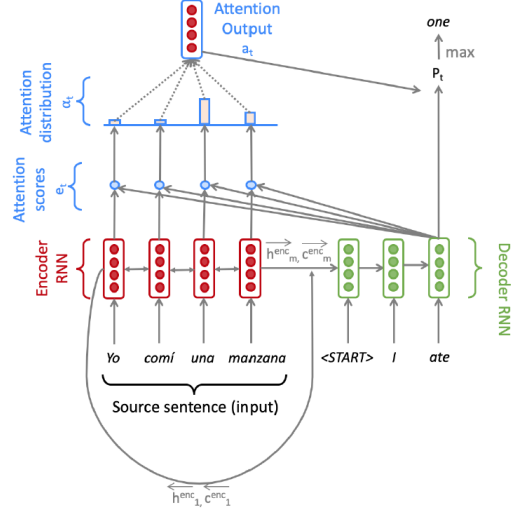 Attention
Output
a_t
one
max
P_t
Attention
distribution
α_t
Attention
scores
e_t
Encoder
RNN
h^enc_m, c^enc_m
Decoder RNN
Yo comí una manzana <START> I ate
Source sentence (input)
h^enc_1, c^enc_1